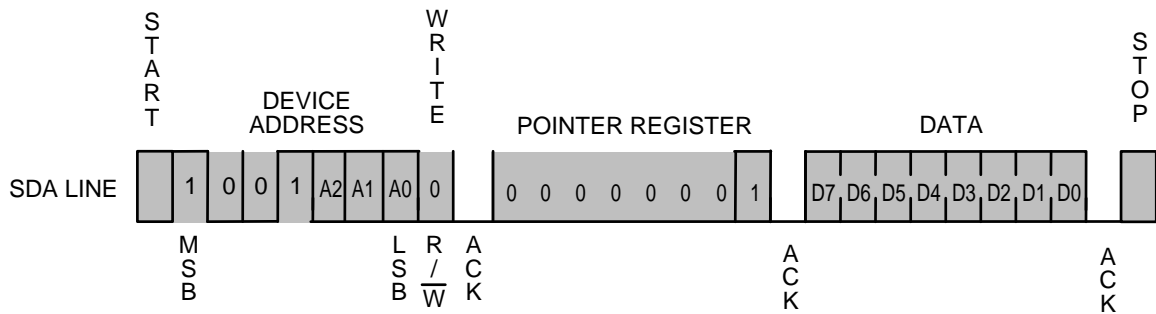 START
WRITE
STOP
DEVICE
ADDRESS
POINTER REGISTER
DATA
SDA LINE
1 0 0 1 A2 A1 A0 0
0 0 0 0 0 0 0 1
D7 D6 D5 D4 D3 D2 D1 D0
MSB
LSB
R/W
ACK
ACK
ACK